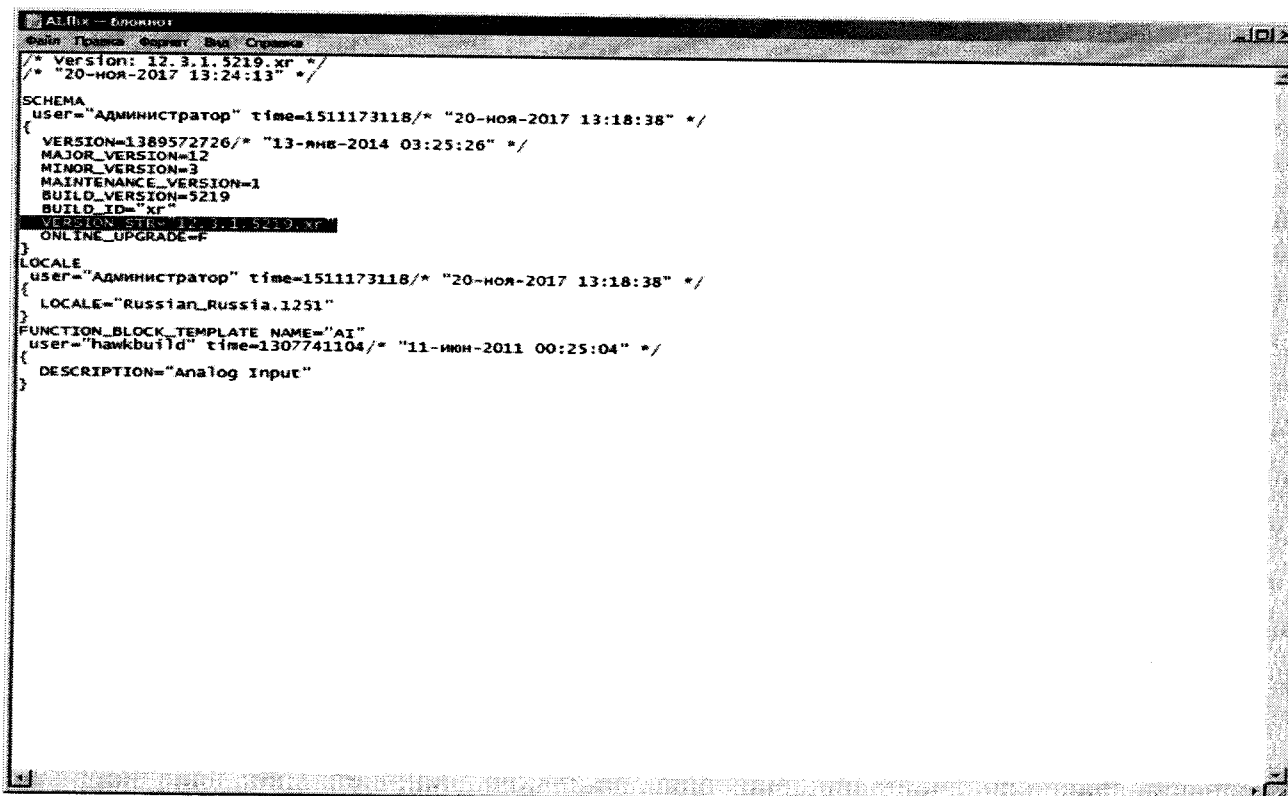 AI.fhx — Блокнот
Файл Правка Формат Вид Справка
/* Version: 12.3.1.5219.xr */
/* "20-ноя-2017 13:24:13" */
SCHEMA
user="Администратор" time=1511173118/* "20-ноя-2017 13:18:38" */
{
VERSION=1389572726/* "13-янв-2014 03:25:26" */
MAJOR_VERSION=12
MINOR_VERSION=3
MAINTENANCE_VERSION=1
BUILD_VERSION=5219
BUILD_ID="xr"
VERSION_STR="12.3.1.5219.xr"
ONLINE_UPGRADE=F
}
LOCALE
user="Администратор" time=1511173118/* "20-ноя-2017 13:18:38" */
{
LOCALE="Russian_Russia.1251"
}
FUNCTION_BLOCK_TEMPLATE NAME="AI"
user="hawkbuild" time=1307741104/* "11-июн-2011 00:25:04" */
{
DESCRIPTION="Analog Input"
}